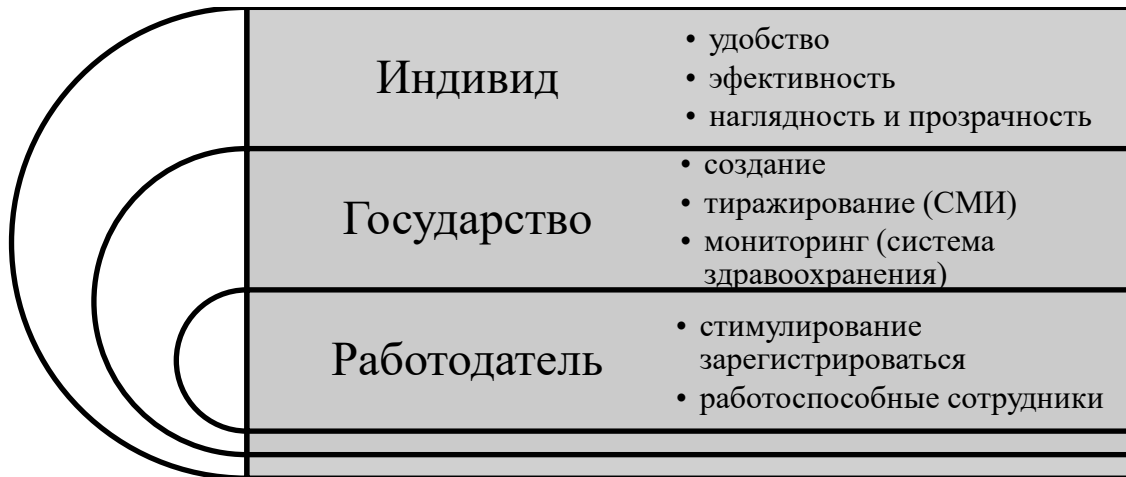 Индивид
• удобство
• эфективность
• наглядность и прозрачность
Государство
• создание
• тиражирование (СМИ)
• мониторинг (система
здравоохранения)
Работодатель
• стимулирование
зарегистрироваться
• работоспособные сотрудники